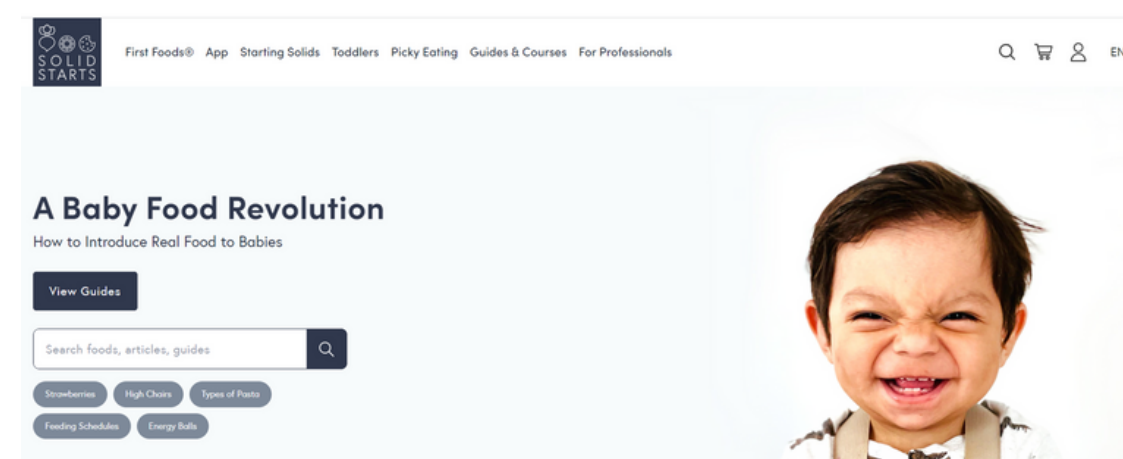 SOLID
STARTS
First Foods® App Starting Solids Toddlers Picky Eating Guides & Courses For Professionals
EN
A Baby Food Revolution
How to Introduce Real Food to Babies
View Guides
Search foods, articles, guides
Strawberries High Chairs Types of Pasta
Feeding Schedules Energy Balls